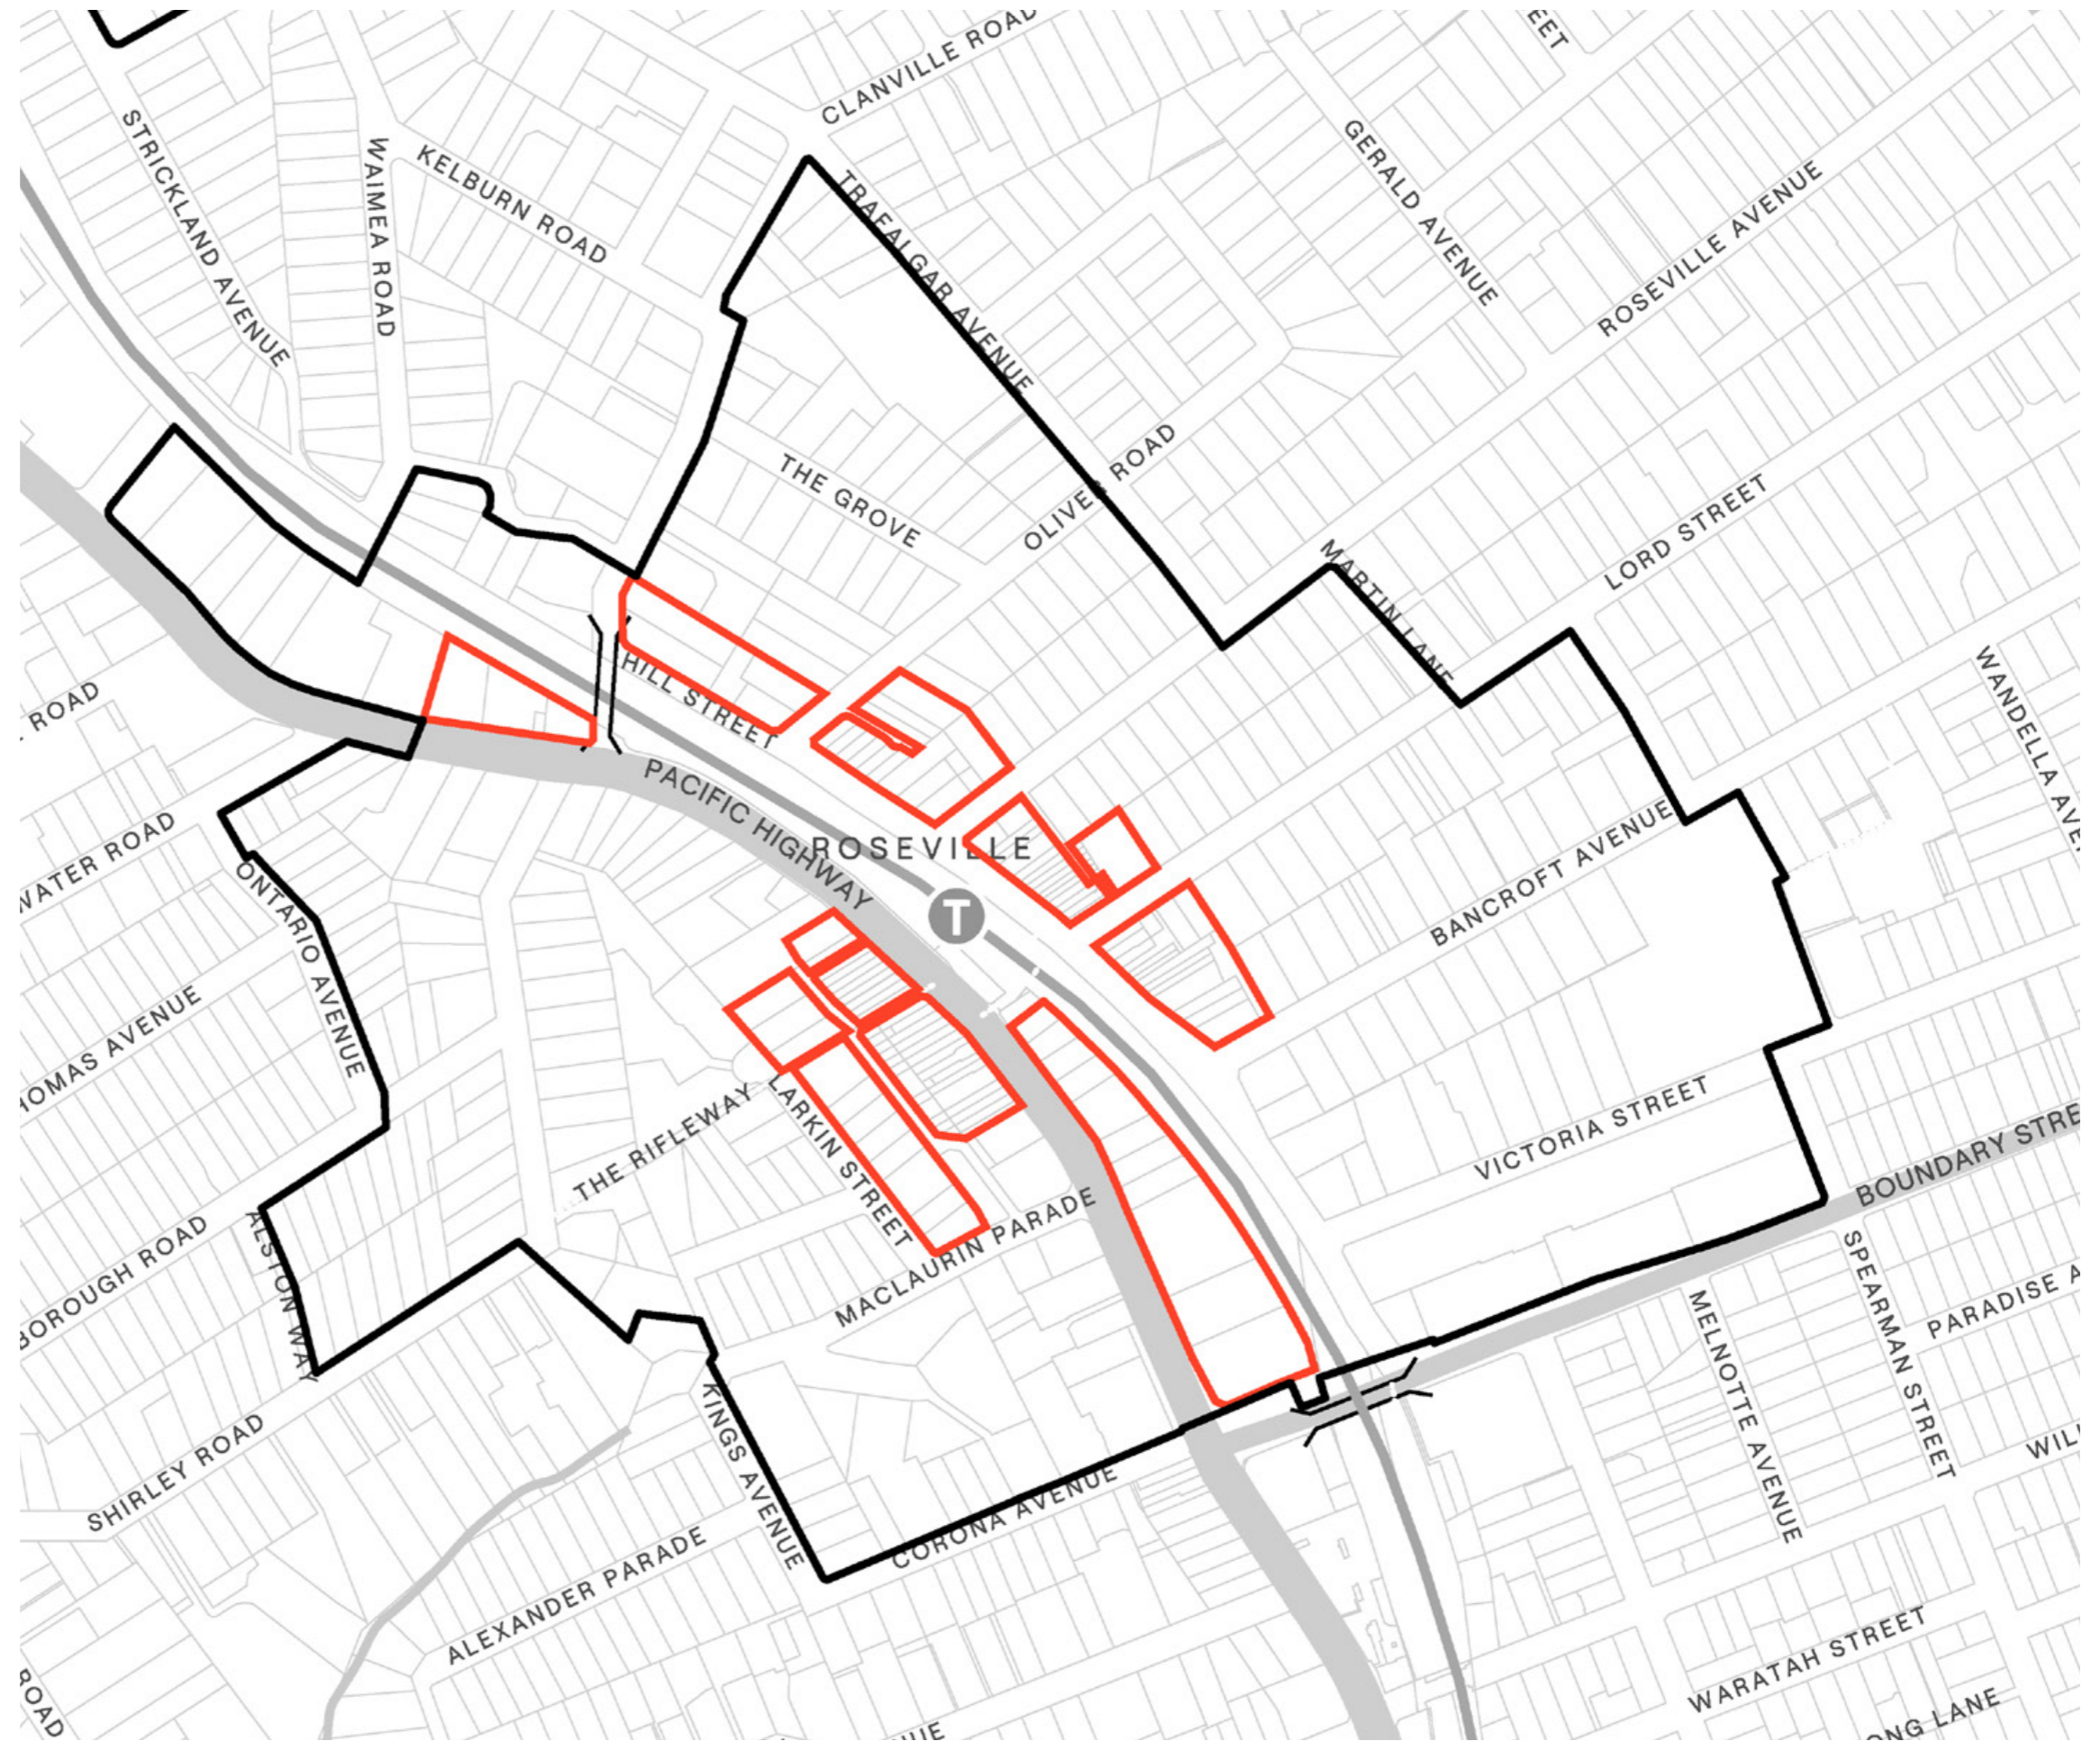 CLANVILLE ROAD
STRICKLAND AVENUE
WAIMEA ROAD
KELBURN ROAD
GERALD AVENUE
TRAFALGAR AVENUE
ROSEVILLE AVENUE
THE GROVE
OLIVER ROAD
LORD STREET
MARTIN LANE
ROAD
HILL STREET
WANDELLA AVE
PACIFIC HIGHWAY
WATER ROAD
ROSEVILLE
T
BANCROFT AVENUE
ONTARIO AVENUE
HOMAS AVENUE
THE RIFLEWAY
LARKIN STREET
VICTORIA STREET
BOUNDARY STRE
MACLAURIN PARADE
BOROUGH ROAD
ALSTON WAY
SPEARMAN STREET
PARADISE A
MELNOTTE AVENUE
KINGS AVENUE
SHIRLEY ROAD
CORONA AVENUE
WILL
ALEXANDER PARADE
WARATAH STREET
ROAD
ONG LANE